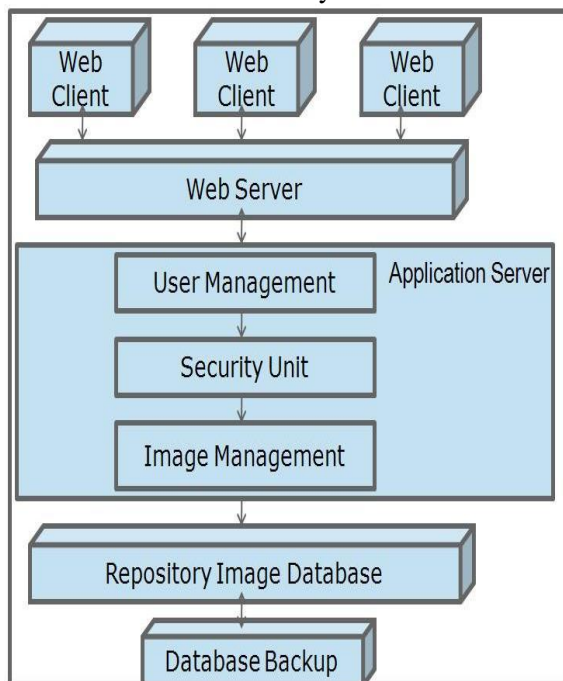 Web
Client
Web
Client
Web
Client
Web Server
Application Server
User Management
Security Unit
Image Management
Repository Image Database
Database Backup